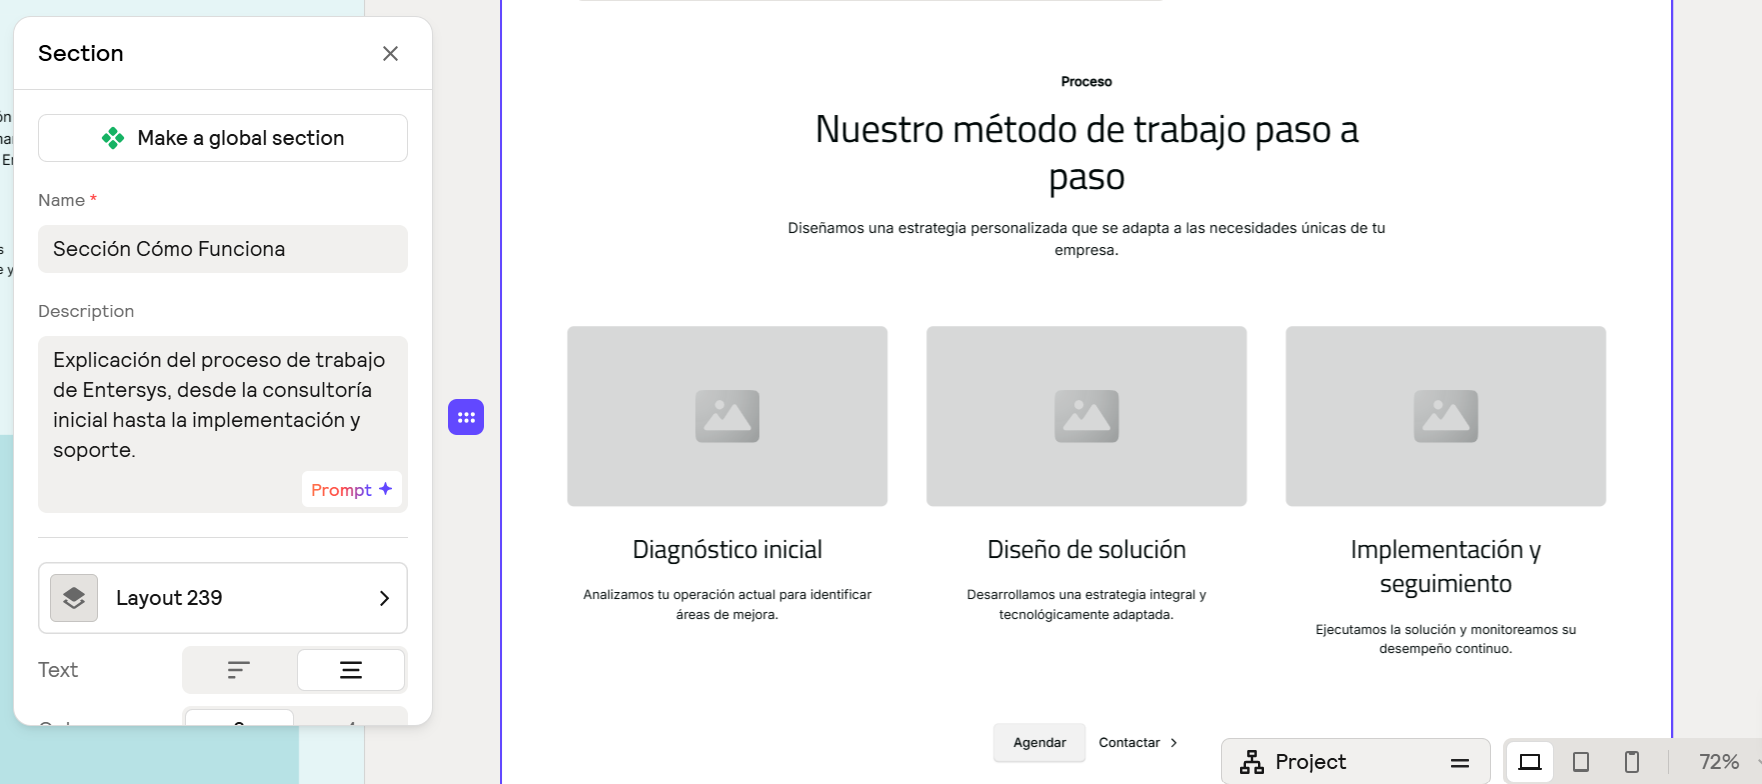 Section
Make a global section
Name *
Sección Cómo Funciona
Description
Explicación del proceso de trabajo
de Entersys, desde la consultoría
inicial hasta la implementación y
soporte.
Prompt
Layout 239
Text
Proceso
Nuestro método de trabajo paso a
paso
Diseñamos una estrategia personalizada que se adapta a las necesidades únicas de tu
empresa.
Diagnóstico inicial
Analizamos tu operación actual para identificar
áreas de mejora.
Diseño de solución
Desarrollamos una estrategia integral y
tecnológicamente adaptada.
Implementación y
seguimiento
Ejecutamos la solución y monitoreamos su
desempeño continuo.
Agendar
Contactar
Project
72%